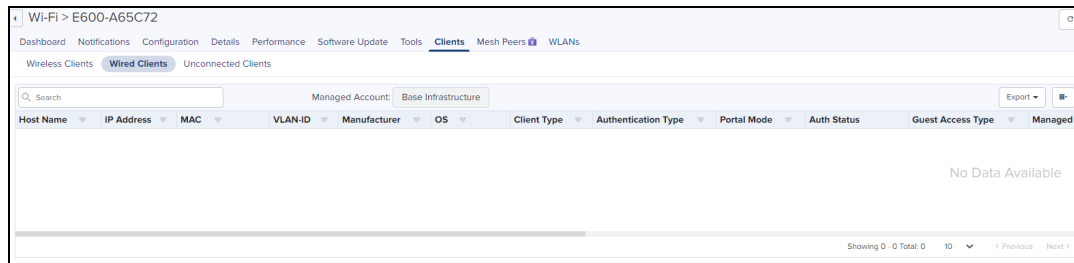 Wi-Fi > E600-A65C72
Dashboard Notifications Configuration Details Performance Software Update Tools Clients Mesh Peers WLANs
Wireless Clients Wired Clients Unconnected Clients
Search Managed Account: Base Infrastructure Export
Host Name IP Address MAC VLAN-ID Manufacturer OS Client Type Authentication Type Portal Mode Auth Status Guest Access Type Managed
No Data Available
Showing 0 - 0 Total: 0 10 < Previous Next >